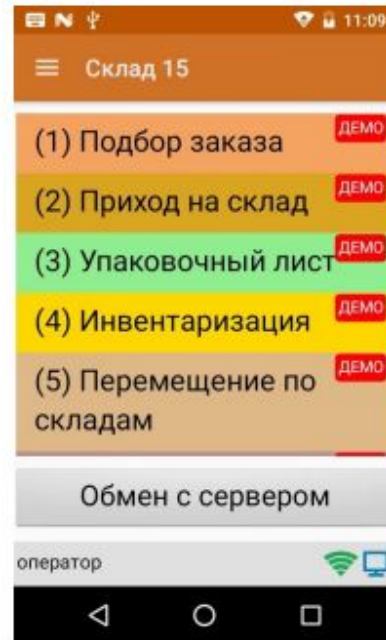 11:09
Склад 15
ДЕМО
(1) Подбор заказа
ДЕМО
(2) Приход на склад
ДЕМО
(3) Упаковочный лист
ДЕМО
(4) Инвентаризация
ДЕМО
(5) Перемещение по
складам
Обмен с сервером
оператор